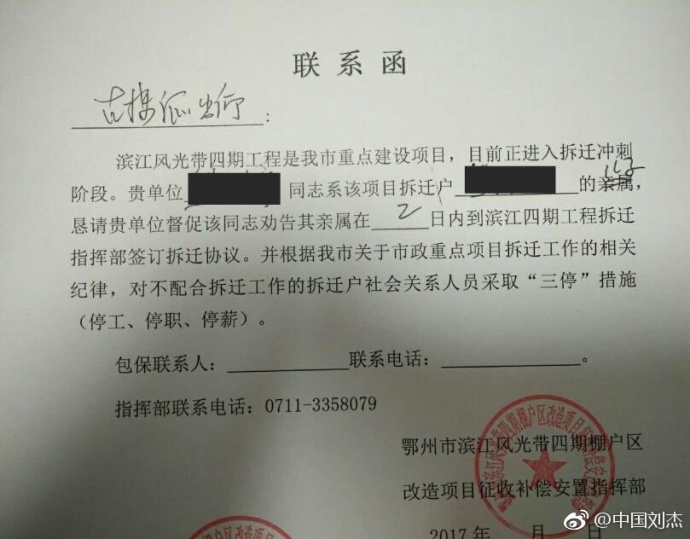 联系函
古楼派出所：
滨江风光带四期工程是我市重点建设项目，目前正进入拆迁冲刺
阶段。贵单位 同志系该项目拆迁户 的亲属，
恳请贵单位督促该同志劝告其亲属在 2 日内到滨江四期工程拆迁
指挥部签订拆迁协议。并根据我市关于市政重点项目拆迁工作的相关
纪律，对不配合拆迁工作的拆迁户社会关系人员采取“三停”措施
（停工、停职、停薪）。
包保联系人： 联系电话： 。
指挥部联系电话：0711-3358079
鄂州市滨江风光带四期棚户区
改造项目征收补偿安置指挥部
2017年 月 日
@中国刘杰